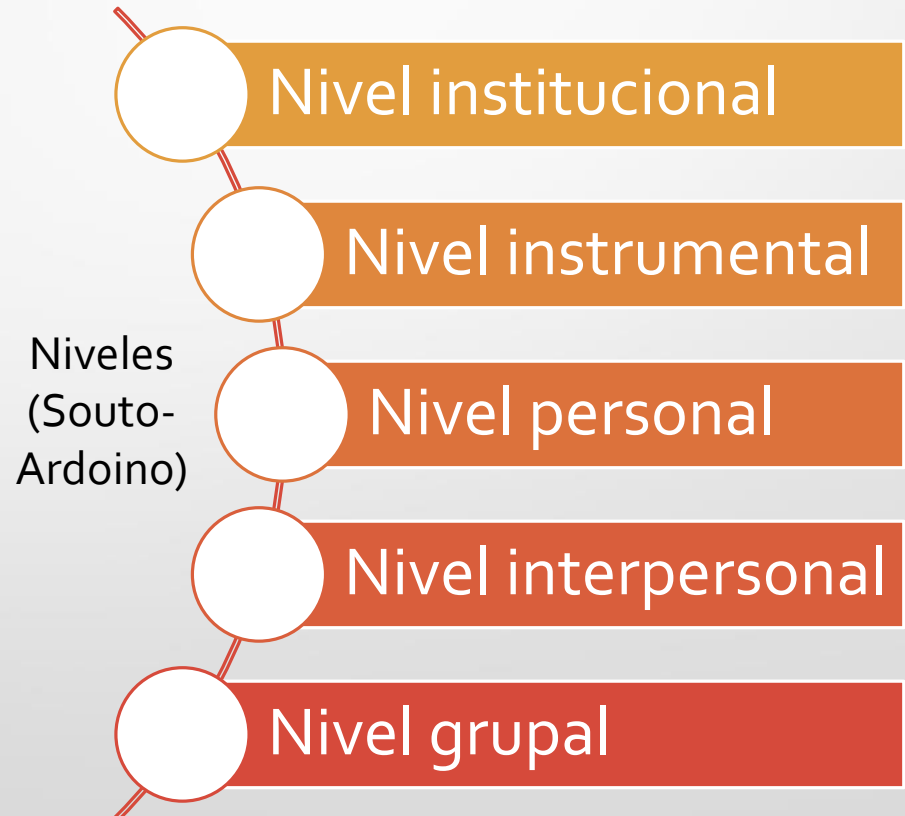 Niveles
(Souto-
Ardoino)
Nivel institucional
Nivel instrumental
Nivel personal
Nivel interpersonal
Nivel grupal